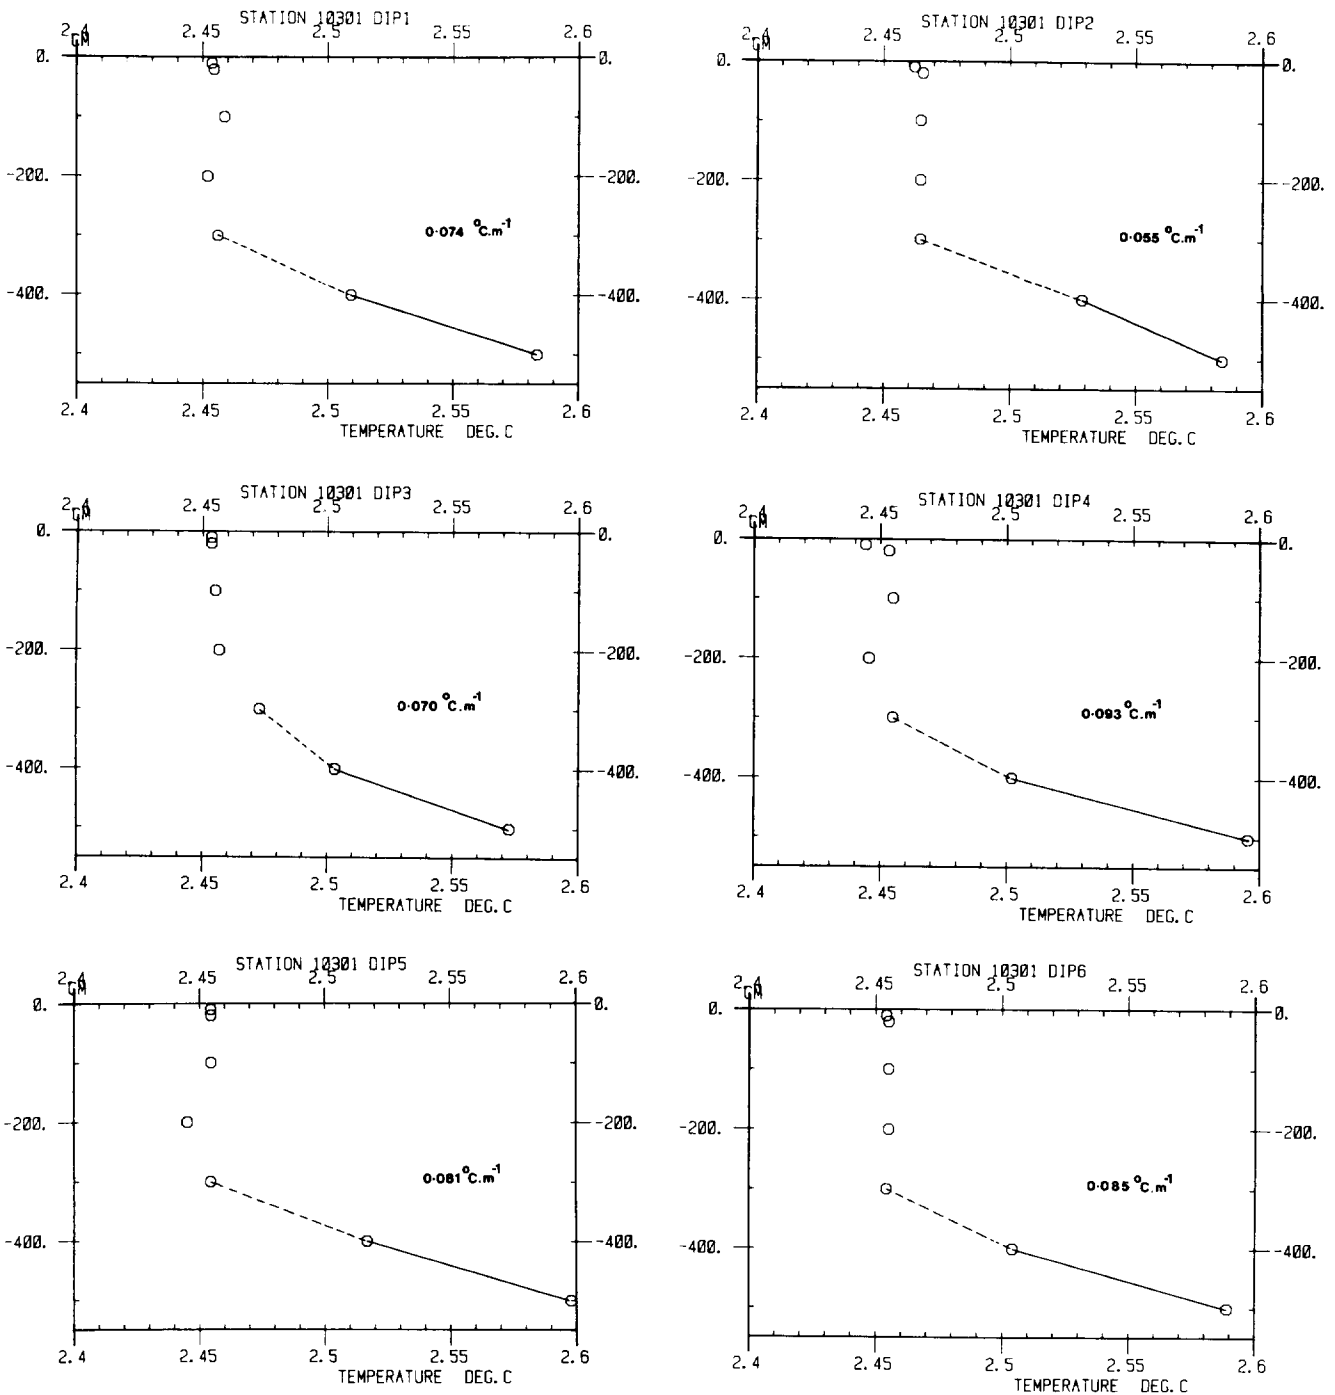 STATION 10301 DIP1
2.4 2.45 2.5 2.55 2.6
CM
0. 0.
-200. -200.
0·074 °C.m⁻¹
-400. -400.
2.4 2.45 2.5 2.55 2.6
TEMPERATURE DEG.C
STATION 10301 DIP2
2.4 2.45 2.5 2.55 2.6
CM
0. 0.
-200. -200.
0·055 °C.m⁻¹
-400. -400.
2.4 2.45 2.5 2.55 2.6
TEMPERATURE DEG.C
STATION 10301 DIP3
2.4 2.45 2.5 2.55 2.6
CM
0. 0.
-200. -200.
0·070 °C.m⁻¹
-400. -400.
2.4 2.45 2.5 2.55 2.6
TEMPERATURE DEG.C
STATION 10301 DIP4
2.4 2.45 2.5 2.55 2.6
CM
0. 0.
-200. -200.
0·093 °C.m⁻¹
-400. -400.
2.4 2.45 2.5 2.55 2.6
TEMPERATURE DEG.C
STATION 10301 DIP5
2.4 2.45 2.5 2.55 2.6
CM
0. 0.
-200. -200.
0·081 °C.m⁻¹
-400. -400.
2.4 2.45 2.5 2.55 2.6
TEMPERATURE DEG.C
STATION 10301 DIP6
2.4 2.45 2.5 2.55 2.6
CM
0. 0.
-200. -200.
0·085 °C.m⁻¹
-400. -400.
2.4 2.45 2.5 2.55 2.6
TEMPERATURE DEG.C